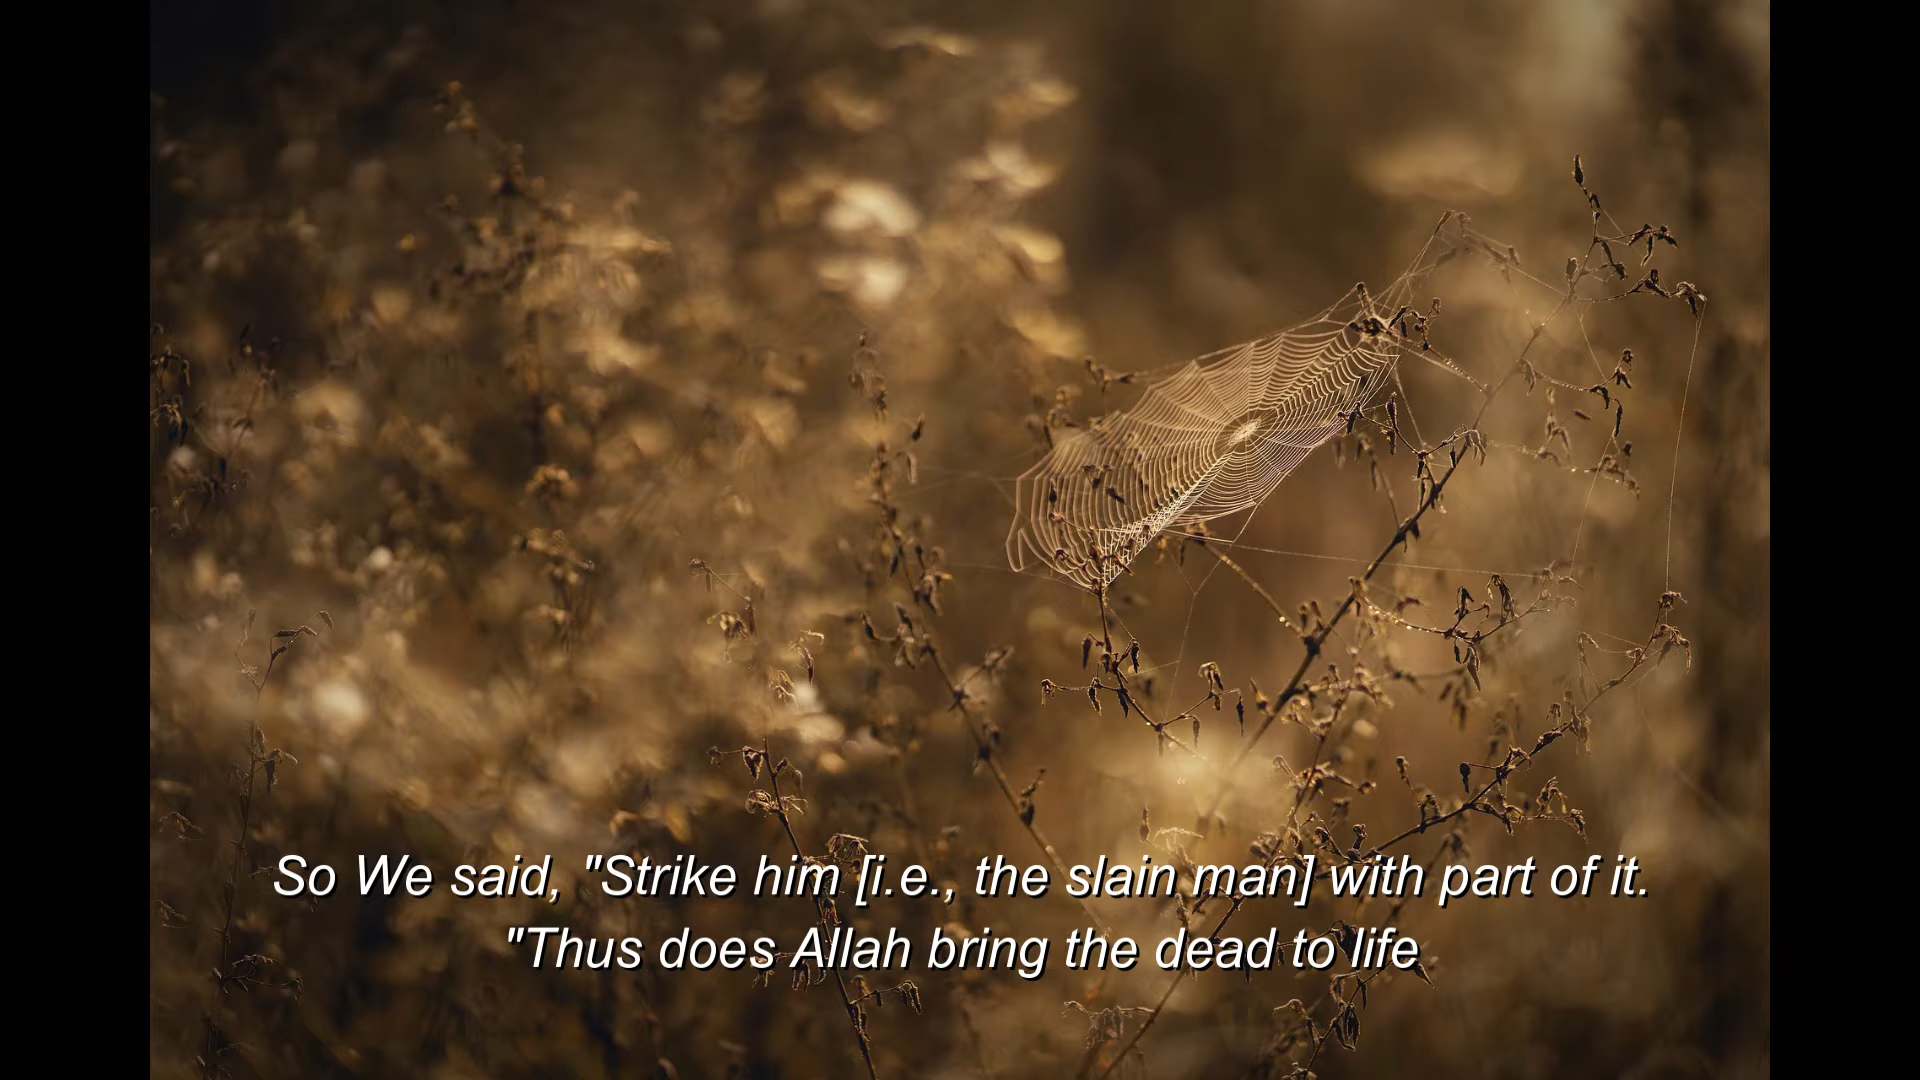 So We said, "Strike him [i.e., the slain man] with part of it.
"Thus does Allah bring the dead to life